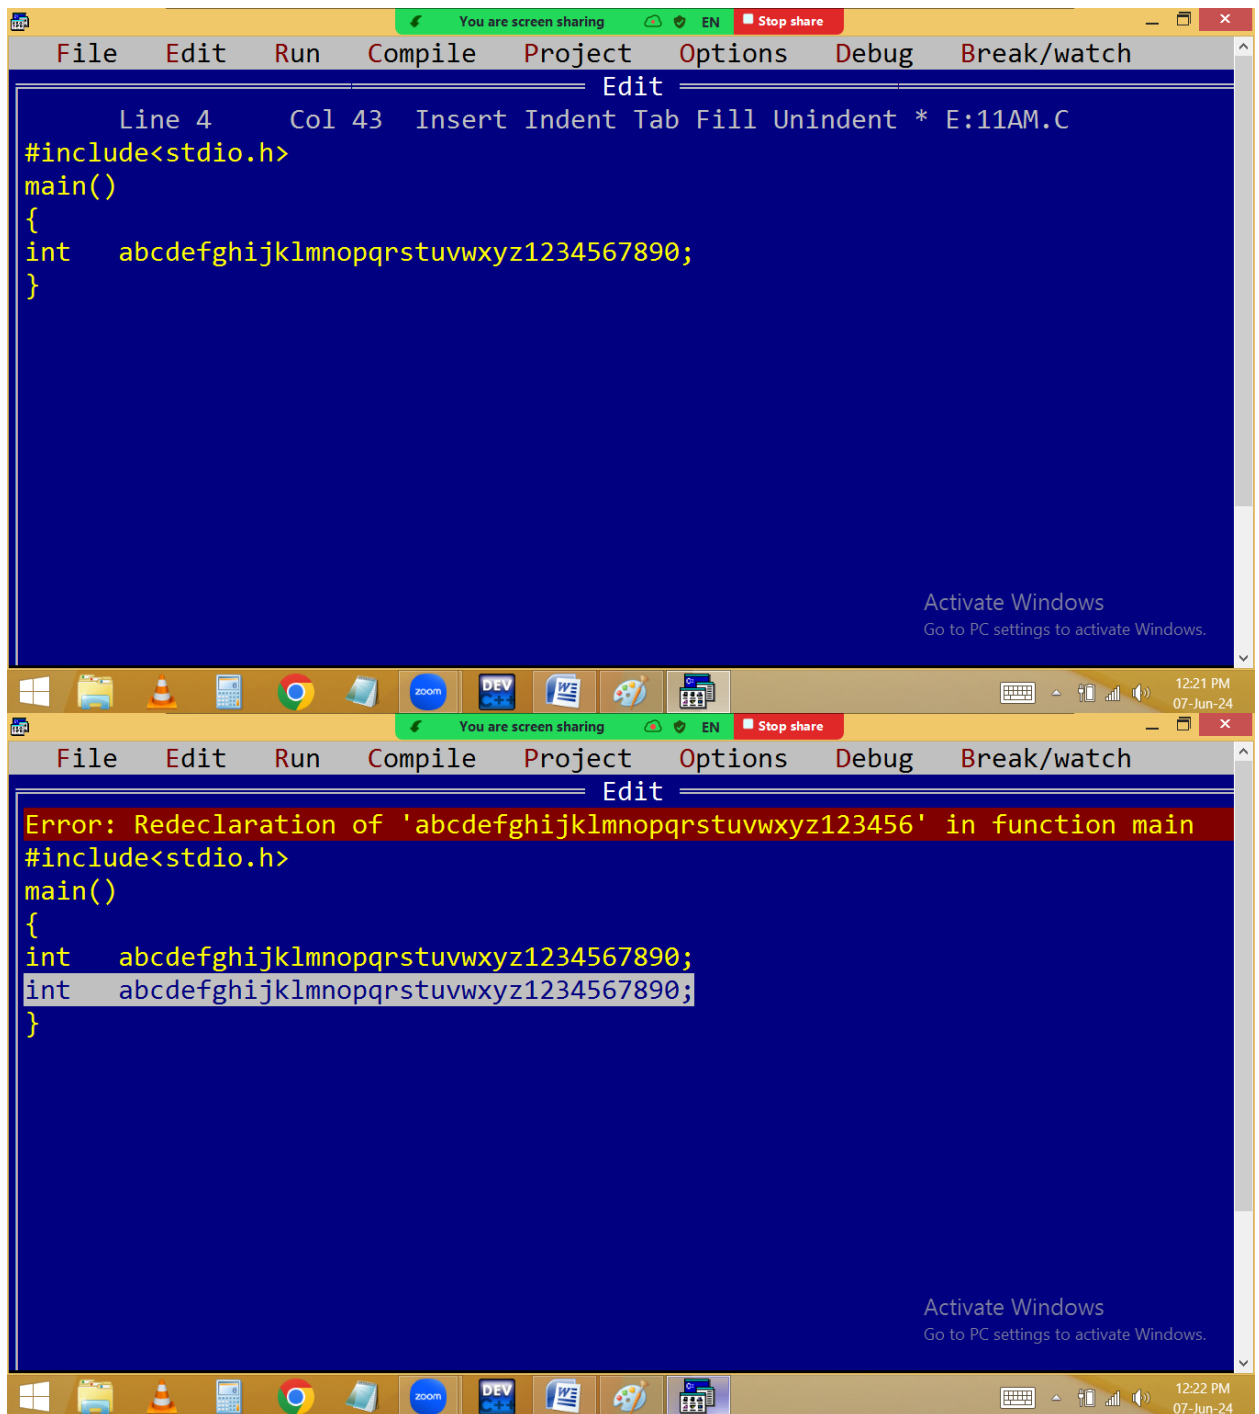 You are screen sharing EN Stop share
File Edit Run Compile Project Options Debug Break/watch
Edit
Line 4 Col 43 Insert Indent Tab Fill Unindent * E:11AM.C
#include<stdio.h>
main()
{
int abcdefghijklmnopqrstuvwxyz1234567890;
}
Activate Windows
Go to PC settings to activate Windows.
zoom DEV C++ 12:21 PM
07-Jun-24
You are screen sharing EN Stop share
File Edit Run Compile Project Options Debug Break/watch
Edit
Error: Redeclaration of 'abcdefghijklmnopqrstuvwxyz123456' in function main
#include<stdio.h>
main()
{
int abcdefghijklmnopqrstuvwxyz1234567890;
int abcdefghijklmnopqrstuvwxyz1234567890;
}
Activate Windows
Go to PC settings to activate Windows.
zoom DEV C++ 12:22 PM
07-Jun-24